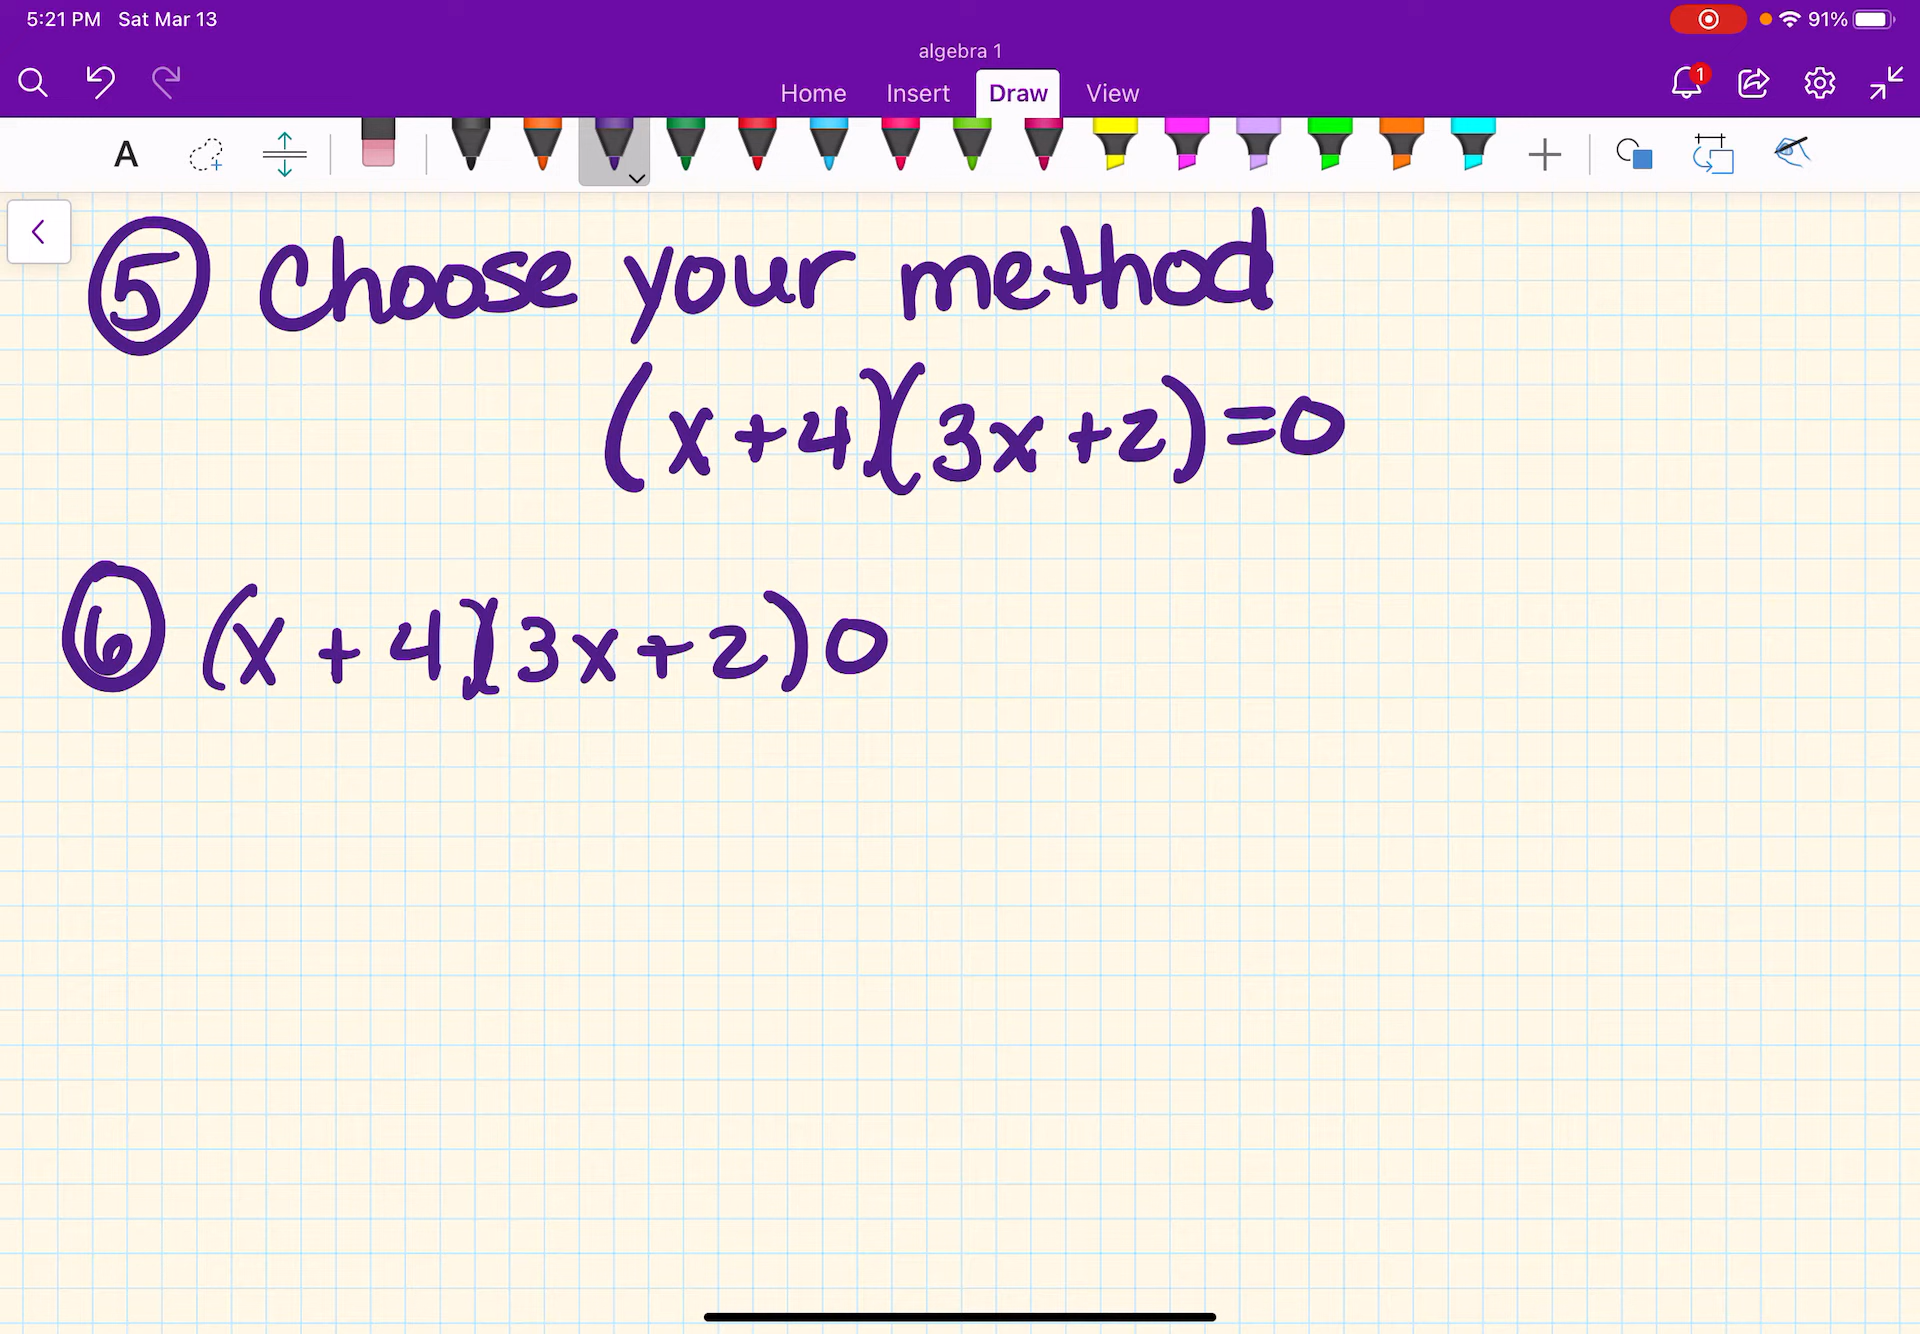 5:21 PM Sat Mar 13
91%
algebra 1
Home Insert Draw View
1
A
⑤ Choose your method
(x+4)(3x+2)=0
⑥ (x+4)(3x+2)0